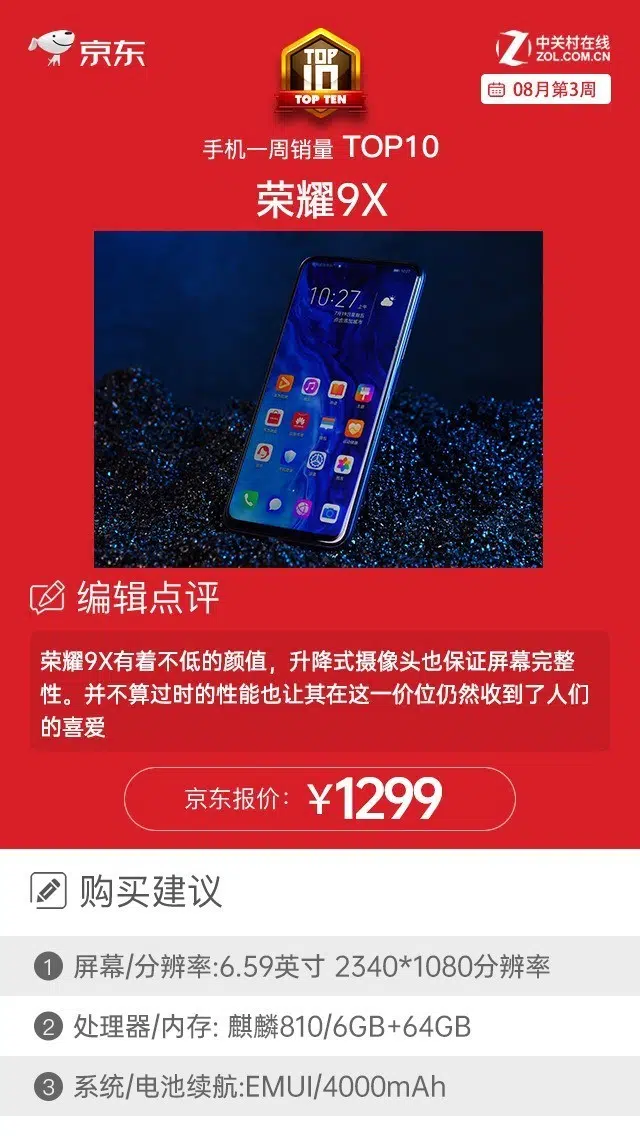 京东
TOP
10
TOP TEN
中关村在线
ZOL.COM.CN
08月第3周
手机一周销量 TOP10
荣耀9X
10:27
编辑点评
荣耀9X有着不低的颜值，升降式摄像头也保证屏幕完整
性。并不算过时的性能也让其在这一价位仍然收到了人们
的喜爱
京东报价：¥1299
购买建议
1 屏幕/分辨率:6.59英寸 2340*1080分辨率
2 处理器/内存: 麒麟810/6GB+64GB
3 系统/电池续航:EMUI/4000mAh